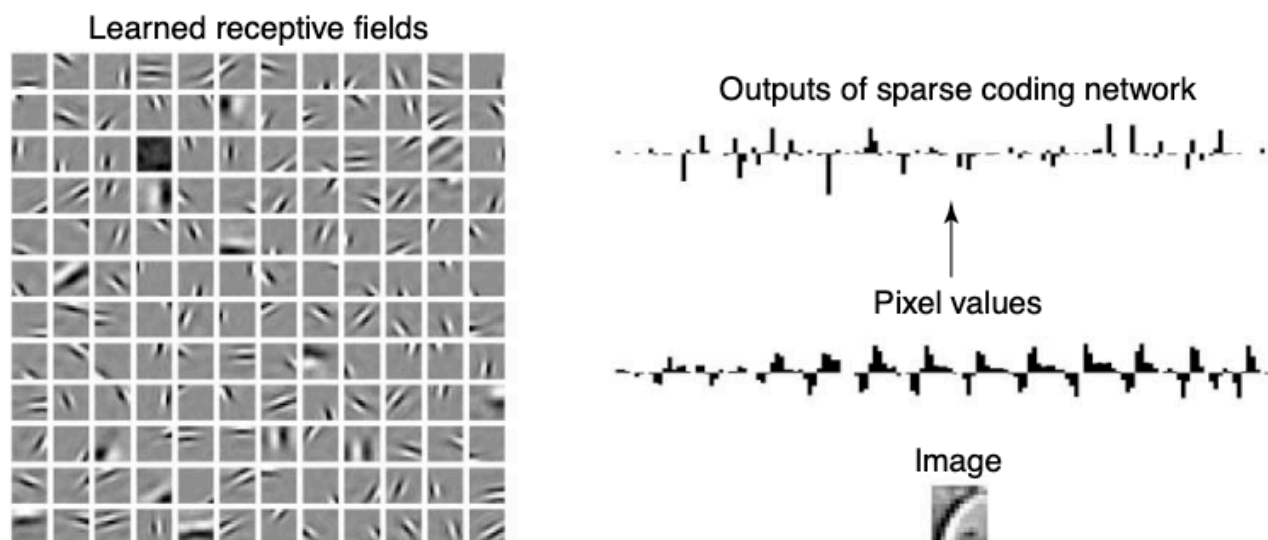 Learned receptive fields
Outputs of sparse coding network
Pixel values
Image